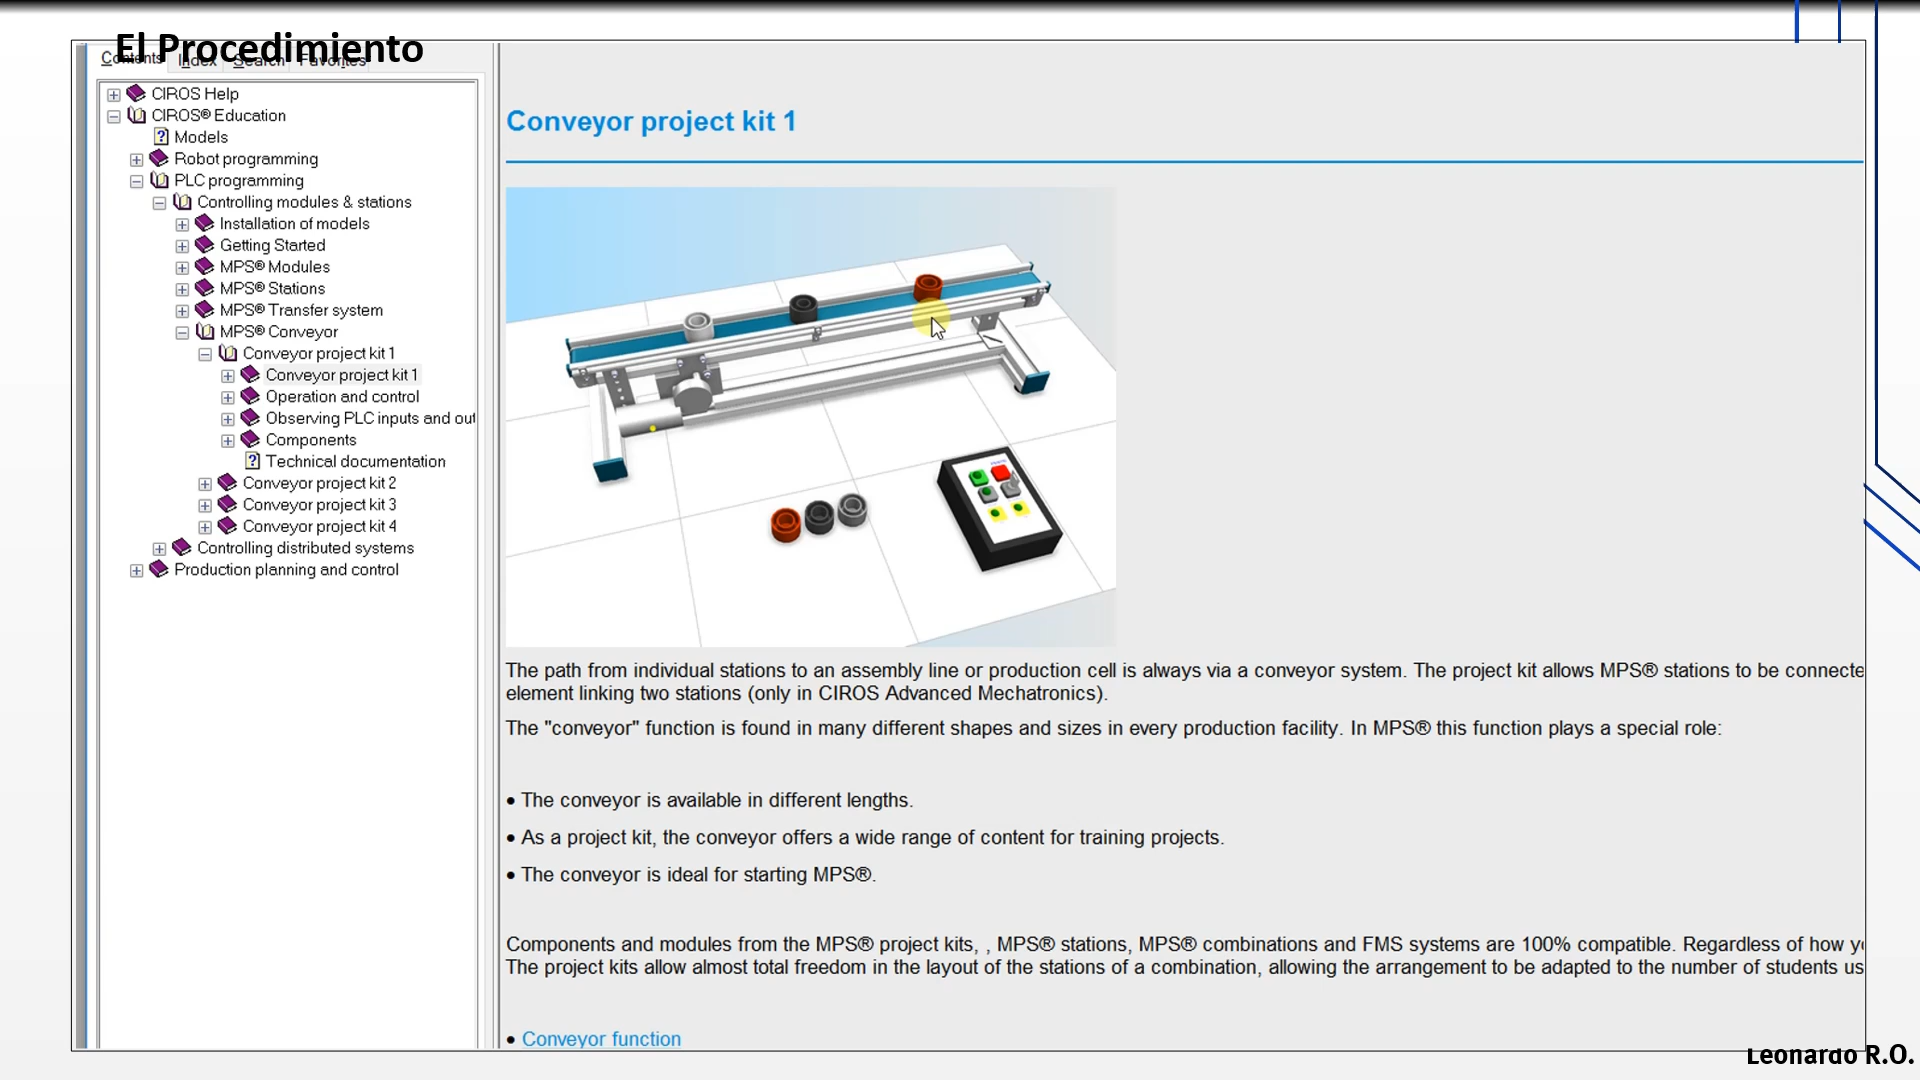 El Procedimiento
Contents Index Search Favorites
CIROS Help
CIROS® Education
Models
Robot programming
PLC programming
Controlling modules & stations
Installation of models
Getting Started
MPS® Modules
MPS® Stations
MPS® Transfer system
MPS® Conveyor
Conveyor project kit 1
Conveyor project kit 1
Operation and control
Observing PLC inputs and out
Components
Technical documentation
Conveyor project kit 2
Conveyor project kit 3
Conveyor project kit 4
Controlling distributed systems
Production planning and control
Conveyor project kit 1
The path from individual stations to an assembly line or production cell is always via a conveyor system. The project kit allows MPS® stations to be connecte
element linking two stations (only in CIROS Advanced Mechatronics).
The "conveyor" function is found in many different shapes and sizes in every production facility. In MPS® this function plays a special role:
• The conveyor is available in different lengths.
• As a project kit, the conveyor offers a wide range of content for training projects.
• The conveyor is ideal for starting MPS®.
Components and modules from the MPS® project kits, , MPS® stations, MPS® combinations and FMS systems are 100% compatible. Regardless of how y
The project kits allow almost total freedom in the layout of the stations of a combination, allowing the arrangement to be adapted to the number of students us
• Conveyor function
Leonardo R.O.